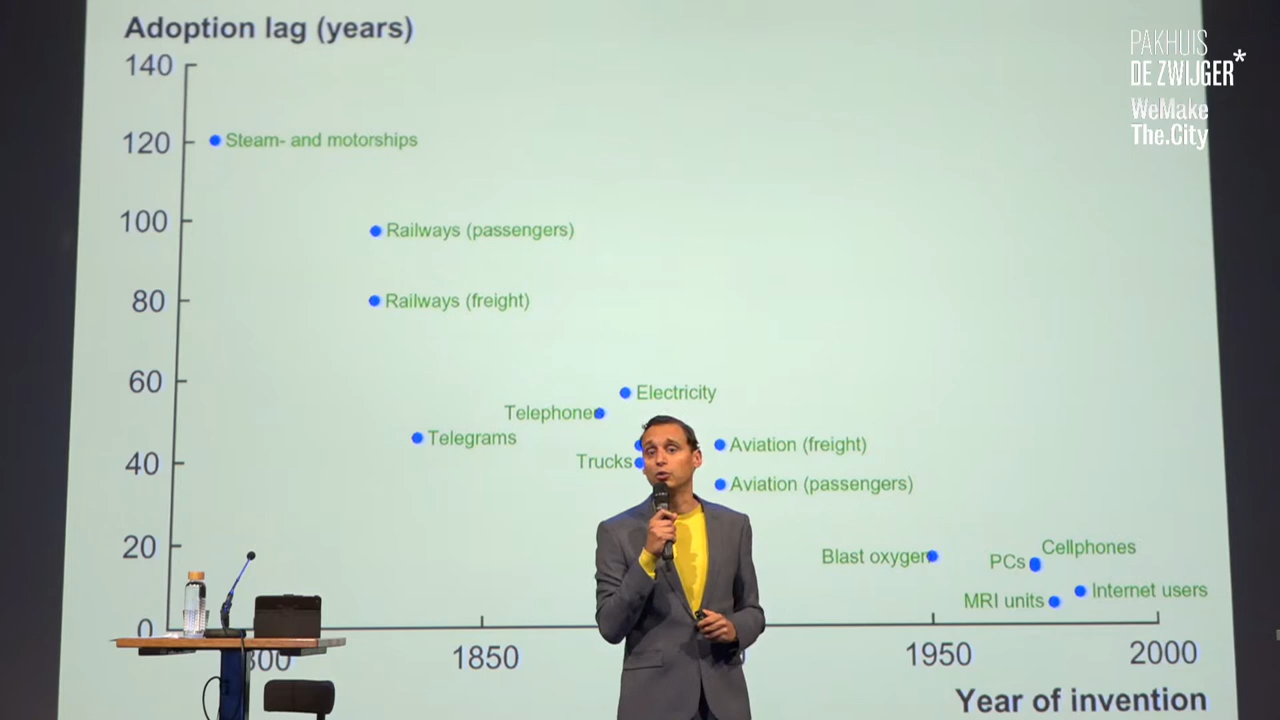 Adoption lag (years)
PAKHUIS
DE ZWIJGER*
WeMake
The.City
140
120
Steam- and motorships
100
Railways (passengers)
80
Railways (freight)
60
Electricity
Telephones
Telegrams
Aviation (freight)
40
Trucks
Aviation (passengers)
20
Blast oxygen
PCs
Cellphones
MRI units
Internet users
0
1850
1950
2000
Year of invention